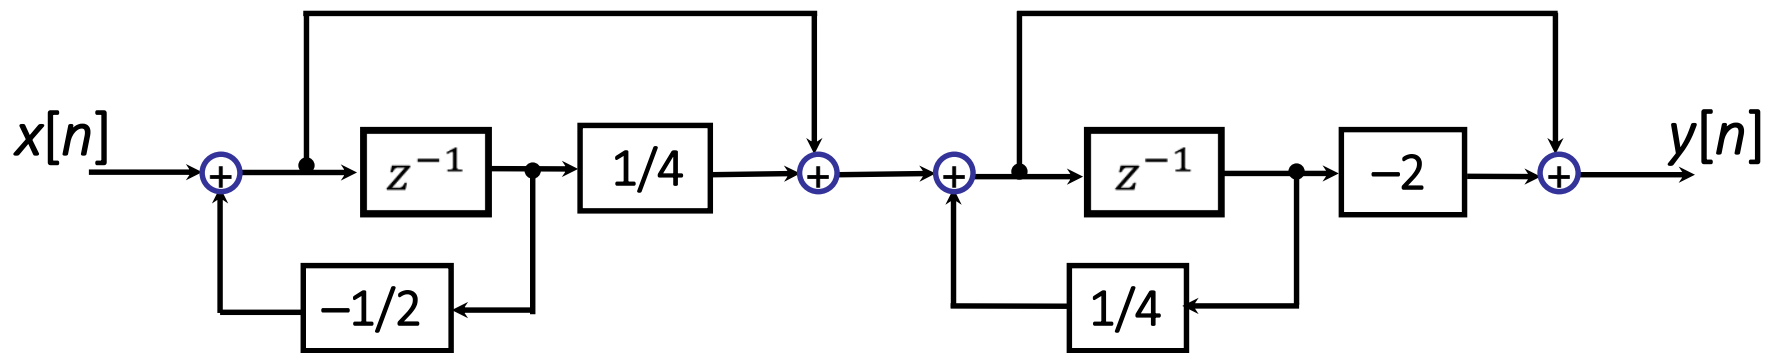 x[n]
+
z⁻¹
1/4
+
+
z⁻¹
-2
+
y[n]
−1/2
1/4